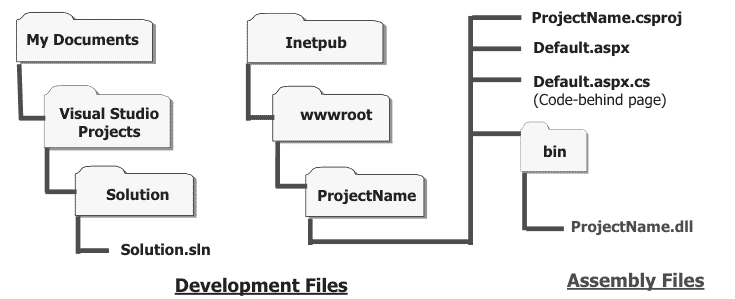 My Documents
Visual Studio
Projects
Solution
Solution.sln
Inetpub
wwwroot
ProjectName
ProjectName.csproj
Default.aspx
Default.aspx.cs
(Code-behind page)
bin
ProjectName.dll
Development Files
Assembly Files